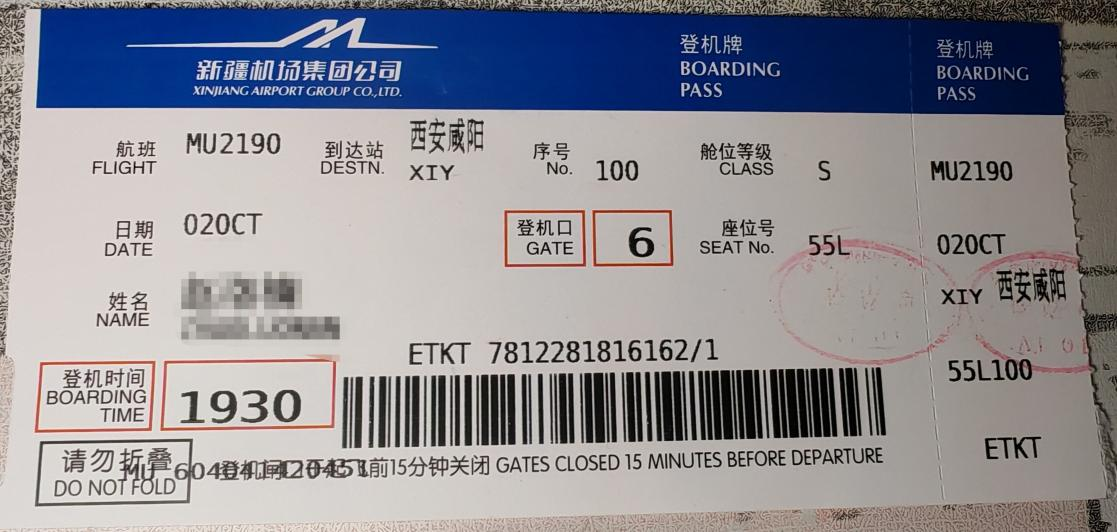 新疆机场集团公司
XINJIANG AIRPORT GROUP CO.,LTD.
登机牌
BOARDING
PASS
登机牌
BOARDING
PASS
航班
FLIGHT
MU2190
到达站
DESTN.
西安咸阳
XIY
序号
No.
100
舱位等级
CLASS
S
MU2190
日期
DATE
02OCT
登机口
GATE
6
座位号
SEAT No.
55L
02OCT
姓名
NAME
XIY 西安咸阳
ETKT 7812281816162/1
55L100
登机时间
BOARDING
TIME
1930
ETKT
请勿折叠
DO NOT FOLD
前15分钟关闭 GATES CLOSED 15 MINUTES BEFORE DEPARTURE